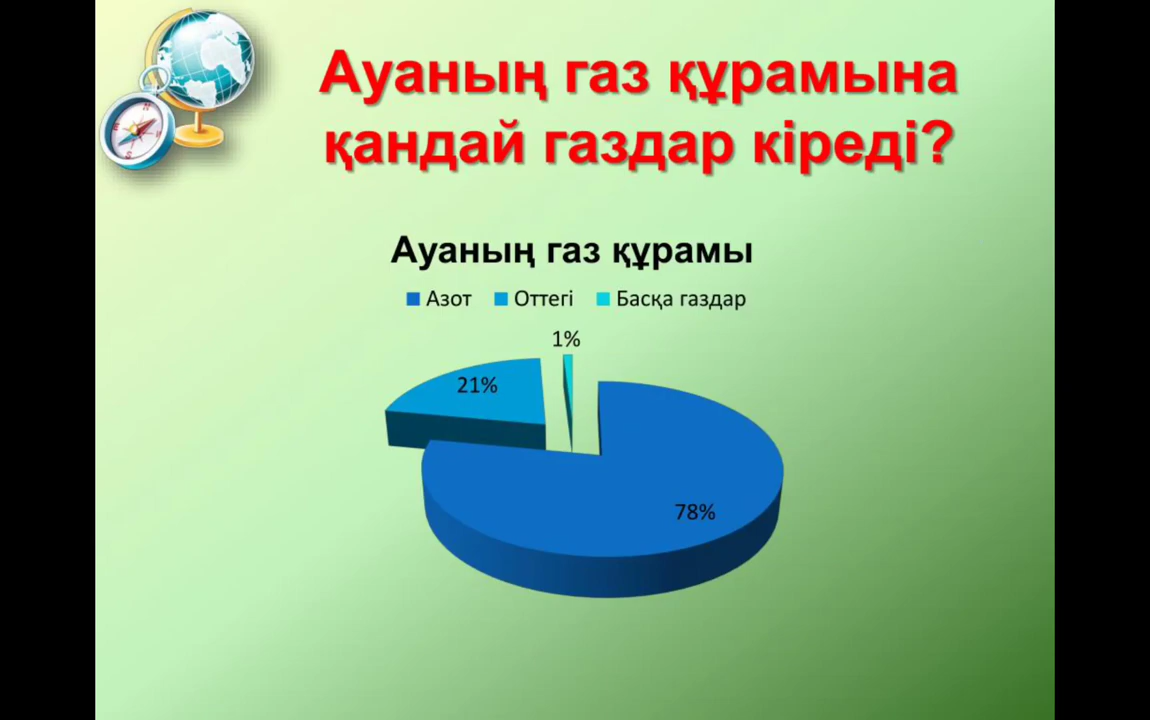 Ауаның газ құрамына
қандай газдар кіреді?
Ауаның газ құрамы
Азот Оттегі Басқа газдар
1%
21%
78%